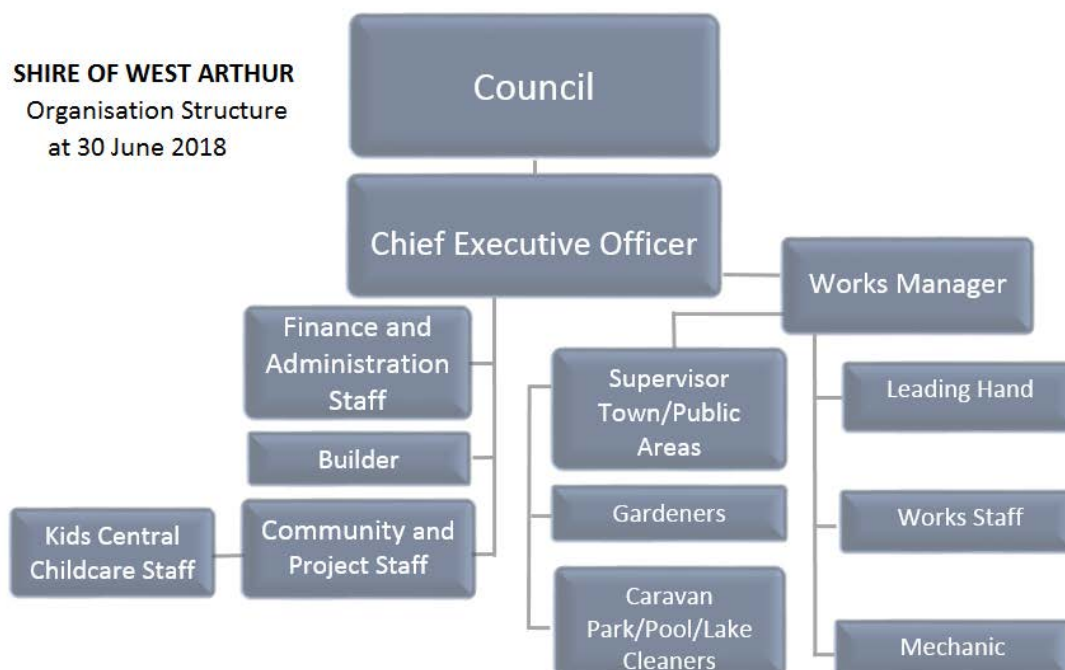 SHIRE OF WEST ARTHUR
Organisation Structure
at 30 June 2018
Council
Chief Executive Officer
Works Manager
Finance and
Administration
Staff
Builder
Community and
Project Staff
Kids Central
Childcare Staff
Supervisor
Town/Public
Areas
Gardeners
Caravan
Park/Pool/Lake
Cleaners
Leading Hand
Works Staff
Mechanic